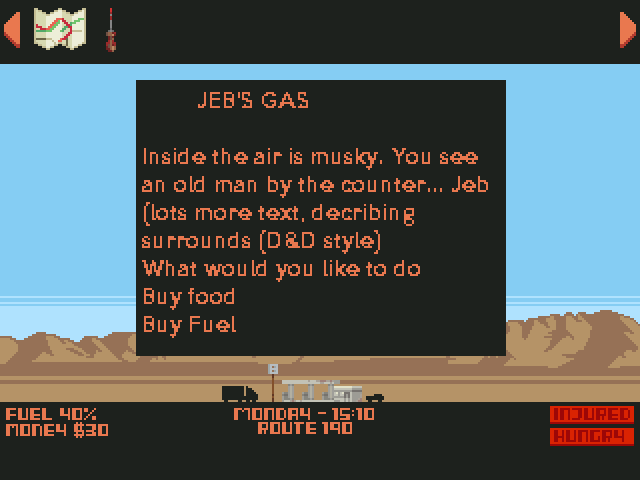 JEB'S GAS
Inside the air is musky. You see
an old man by the counter... Jeb
(lots more text, decribing
surrounds (D&D style)
What would you like to do
Buy food
Buy Fuel
B
FUEL 40%
MONEY $30
MONDAY - 15:10
ROUTE 190
INJURED
HUNGRY